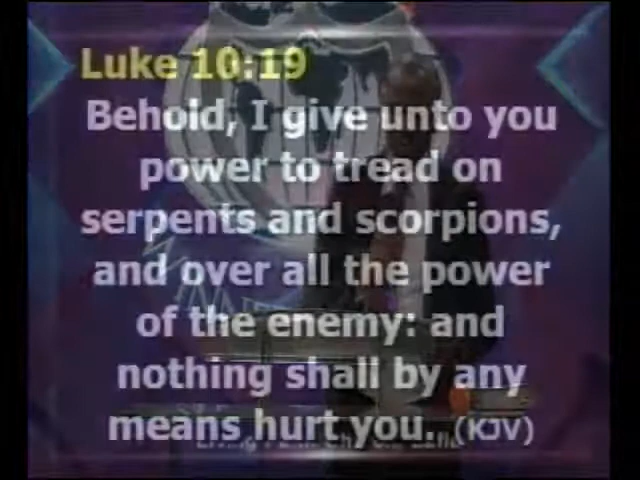 Luke 10:19
Behold, I give unto you
power to tread on
serpents and scorpions,
and over all the power
of the enemy: and
nothing shall by any
means hurt you. (KJV)